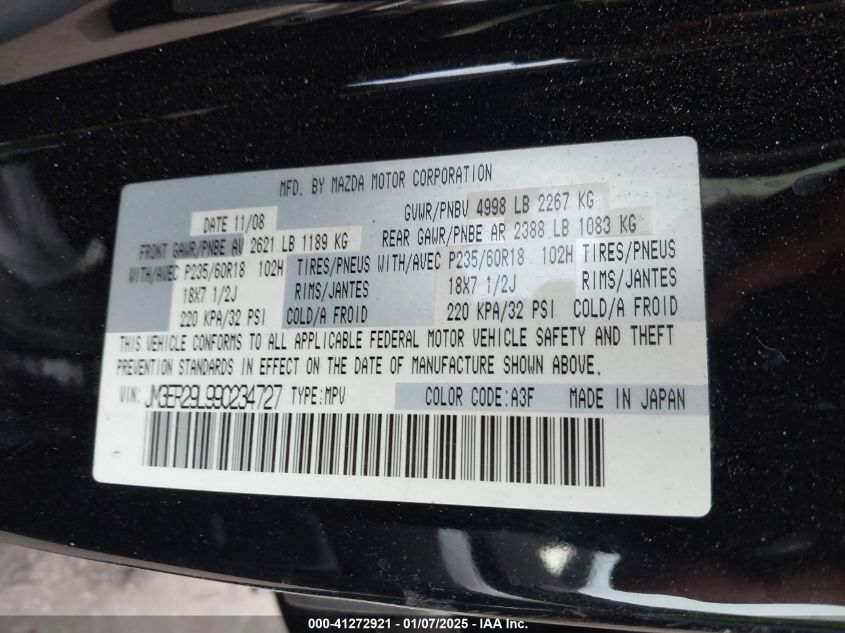 MFD. BY MAZDA MOTOR CORPORATION
DATE 11/08 GVWR/PNBV 4998 LB 2267 KG
FRONT GAWR/PNBE AV 2621 LB 1189 KG REAR GAWR/PNBE AR 2388 LB 1083 KG
WITH/AVEC P235/60R18 102H TIRES/PNEUS WITH/AVEC P235/60R18 102H TIRES/PNEUS
18X7 1/2J RIMS/JANTES 18X7 1/2J RIMS/JANTES
220 KPA/32 PSI COLD/A FROID 220 KPA/32 PSI COLD/A FROID
THIS VEHICLE CONFORMS TO ALL APPLICABLE FEDERAL MOTOR VEHICLE SAFETY AND THEFT
PREVENTION STANDARDS IN EFFECT ON THE DATE OF MANUFACTURE SHOWN ABOVE.
VIN: JM3ER29L990234727 TYPE:MPV COLOR CODE:A3F MADE IN JAPAN
000-41272921 - 01/07/2025 - IAA Inc.